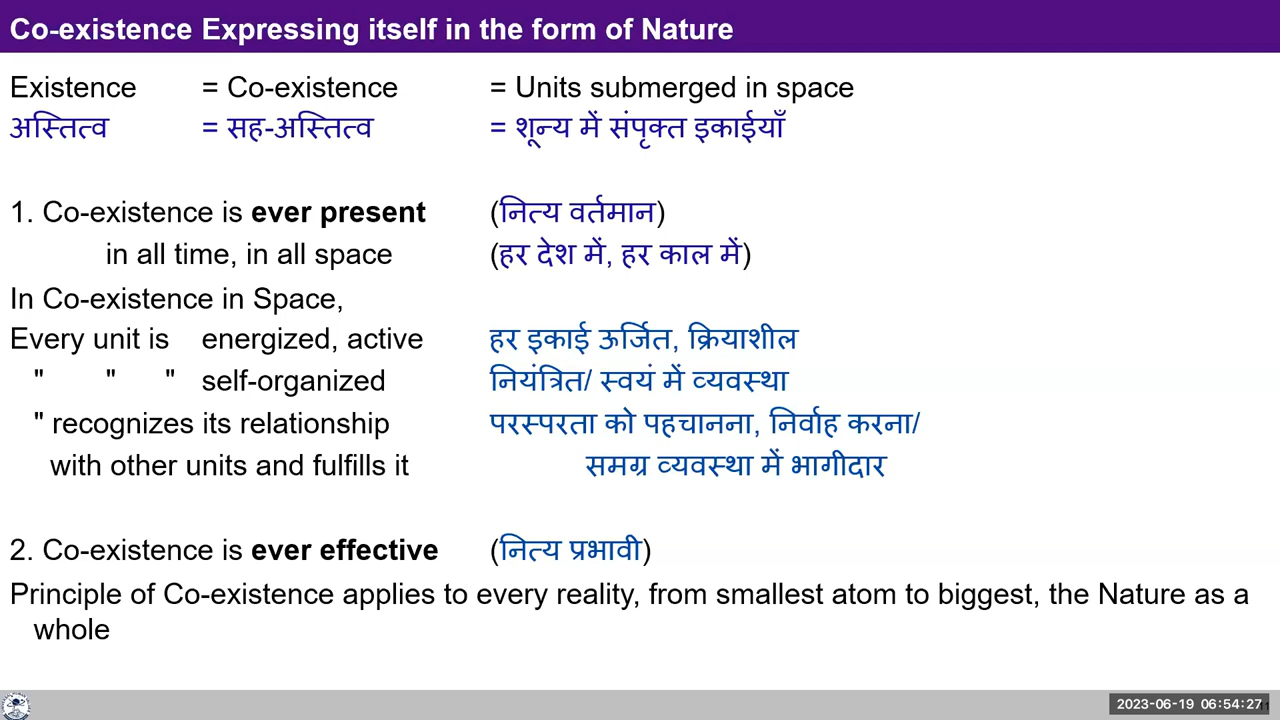 Co-existence Expressing itself in the form of Nature
Existence = Co-existence = Units submerged in space
अस्तित्व = सह-अस्तित्व = शून्य में संपृक्त इकाईयाँ
1. Co-existence is ever present (नित्य वर्तमान)
in all time, in all space (हर देश में, हर काल में)
In Co-existence in Space,
Every unit is energized, active हर इकाई ऊर्जित, क्रियाशील
" " " self-organized नियंत्रित/ स्वयं में व्यवस्था
" recognizes its relationship परस्परता को पहचानना, निर्वाह करना/
with other units and fulfills it समग्र व्यवस्था में भागीदार
2. Co-existence is ever effective (नित्य प्रभावी)
Principle of Co-existence applies to every reality, from smallest atom to biggest, the Nature as a
whole
2023-06-19 06:54:27